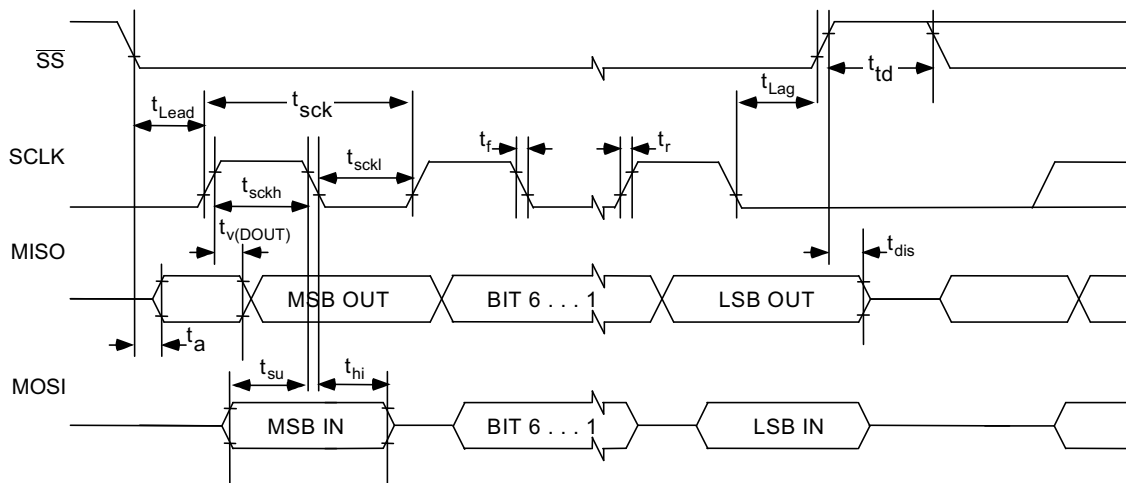 SS
t_td
t_Lag
t_Lead
t_sck
SCLK
t_f
t_r
t_sckl
t_sckh
t_v(DOUT)
MISO
t_dis
MSB OUT
BIT 6 . . . 1
LSB OUT
t_a
t_su
t_hi
MOSI
MSB IN
BIT 6 . . . 1
LSB IN